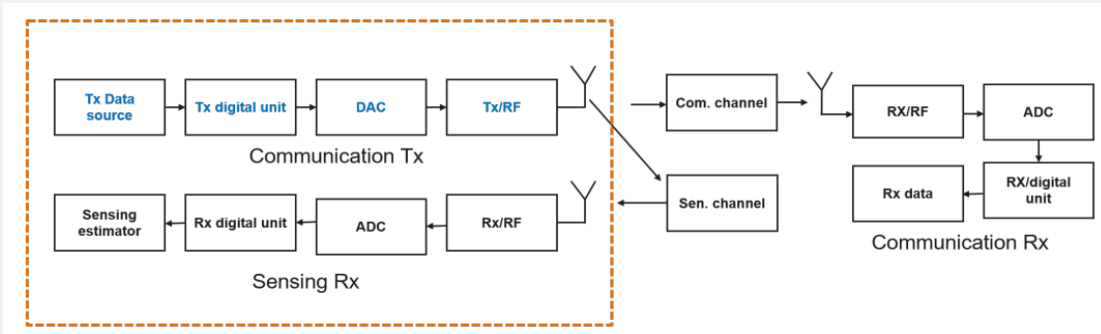 Tx Data
source
Tx digital unit
DAC
Tx/RF
Communication Tx
Com. channel
RX/RF
ADC
Rx data
RX/digital
unit
Communication Rx
Sensing
estimator
Rx digital unit
ADC
Rx/RF
Sen. channel
Sensing Rx